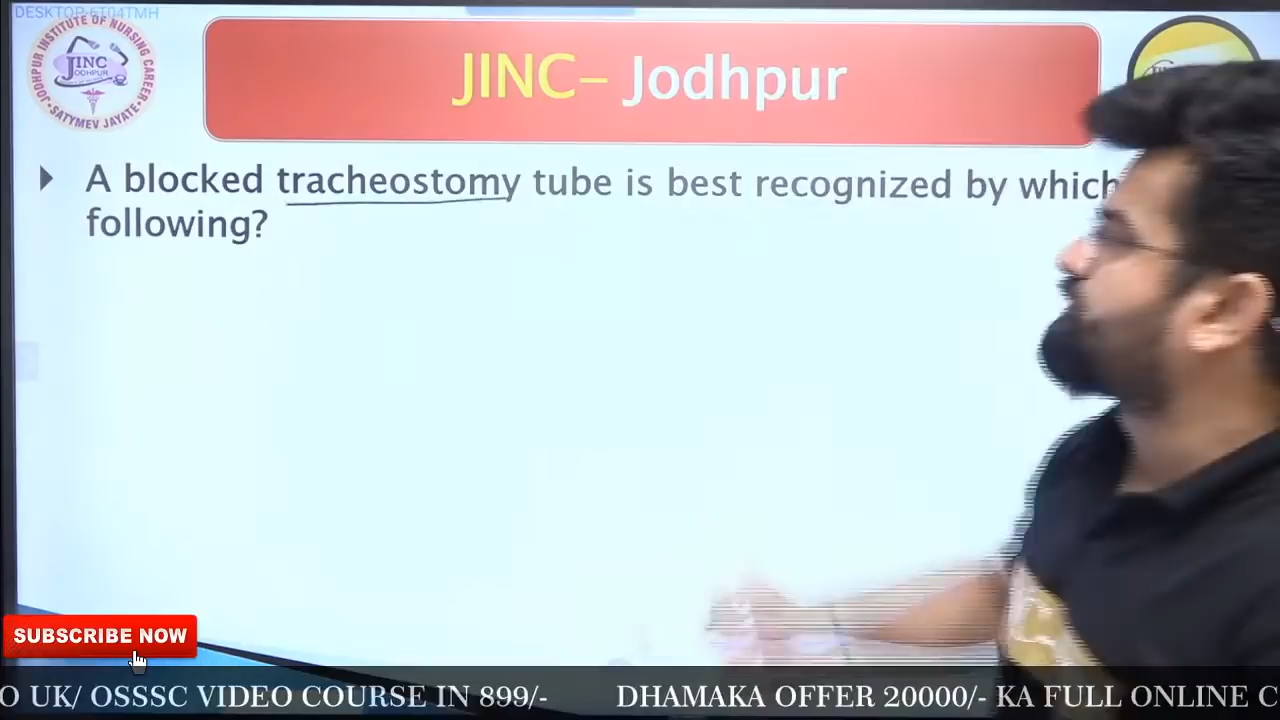 DESKTOP-6T04TMH
JODHPUR INSTITUTE OF NURSING CAREER
JINC
JODHPUR
SATYMEV JAYATE
JINC– Jodhpur
A blocked tracheostomy tube is best recognized by which
following?
SUBSCRIBE NOW
O UK/ OSSSC VIDEO COURSE IN 899/- DHAMAKA OFFER 20000/- KA FULL ONLINE C